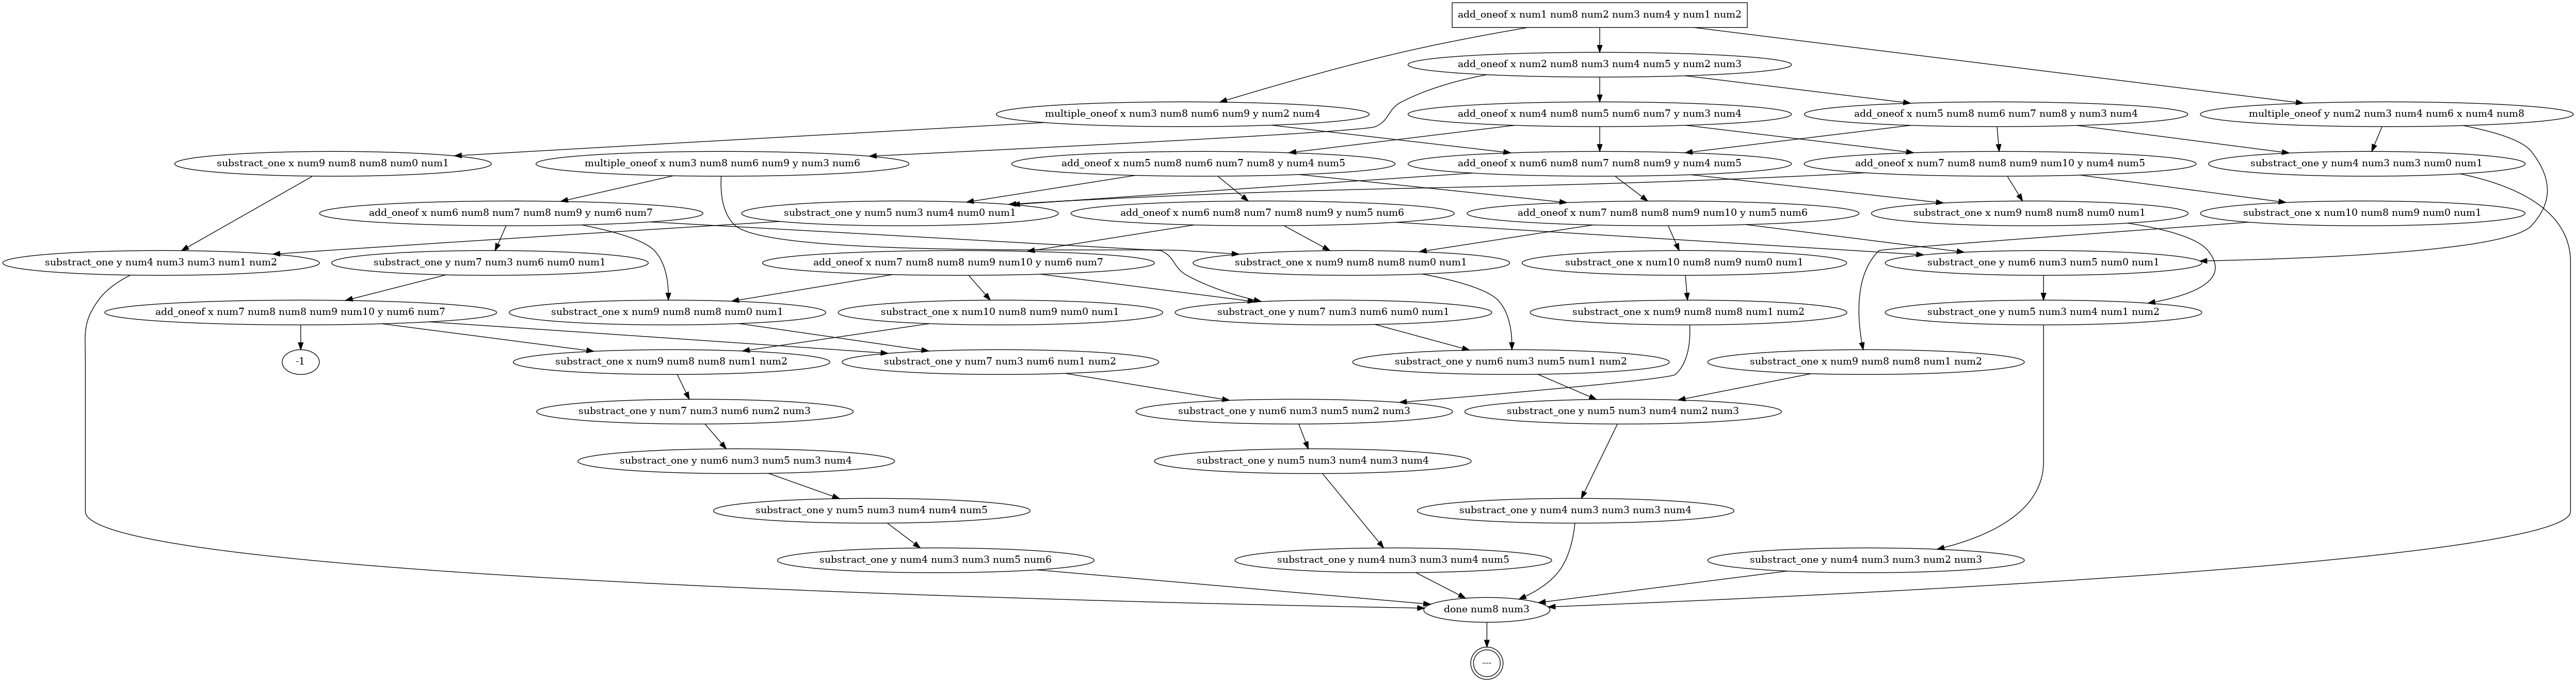 add_oneof x num1 num8 num2 num3 num4 y num1 num2
add_oneof x num2 num8 num3 num4 num5 y num2 num3
multiple_oneof x num3 num8 num6 num9 y num2 num4
add_oneof x num4 num8 num5 num6 num7 y num3 num4
add_oneof x num5 num8 num6 num7 num8 y num3 num4
multiple_oneof y num2 num3 num4 num6 x num4 num8
substract_one x num9 num8 num8 num0 num1
multiple_oneof x num3 num8 num6 num9 y num3 num6
add_oneof x num5 num8 num6 num7 num8 y num4 num5
add_oneof x num6 num8 num7 num8 num9 y num4 num5
add_oneof x num7 num8 num8 num9 num10 y num4 num5
substract_one y num4 num3 num3 num0 num1
add_oneof x num6 num8 num7 num8 num9 y num6 num7
substract_one y num5 num3 num4 num0 num1
add_oneof x num6 num8 num7 num8 num9 y num5 num6
add_oneof x num7 num8 num8 num9 num10 y num5 num6
substract_one x num9 num8 num8 num0 num1
substract_one x num10 num8 num9 num0 num1
substract_one y num4 num3 num3 num1 num2
substract_one y num7 num3 num6 num0 num1
add_oneof x num7 num8 num8 num9 num10 y num6 num7
substract_one x num9 num8 num8 num0 num1
substract_one x num10 num8 num9 num0 num1
substract_one y num6 num3 num5 num0 num1
add_oneof x num7 num8 num8 num9 num10 y num6 num7
substract_one x num9 num8 num8 num0 num1
substract_one x num10 num8 num9 num0 num1
substract_one y num7 num3 num6 num0 num1
substract_one x num9 num8 num8 num1 num2
substract_one y num5 num3 num4 num1 num2
-1
substract_one x num9 num8 num8 num1 num2
substract_one y num7 num3 num6 num1 num2
substract_one y num6 num3 num5 num1 num2
substract_one x num9 num8 num8 num1 num2
substract_one y num7 num3 num6 num2 num3
substract_one y num6 num3 num5 num2 num3
substract_one y num5 num3 num4 num2 num3
substract_one y num6 num3 num5 num3 num4
substract_one y num5 num3 num4 num3 num4
substract_one y num5 num3 num4 num4 num5
substract_one y num4 num3 num3 num3 num4
substract_one y num4 num3 num3 num5 num6
substract_one y num4 num3 num3 num4 num5
substract_one y num4 num3 num3 num2 num3
done num8 num3
---